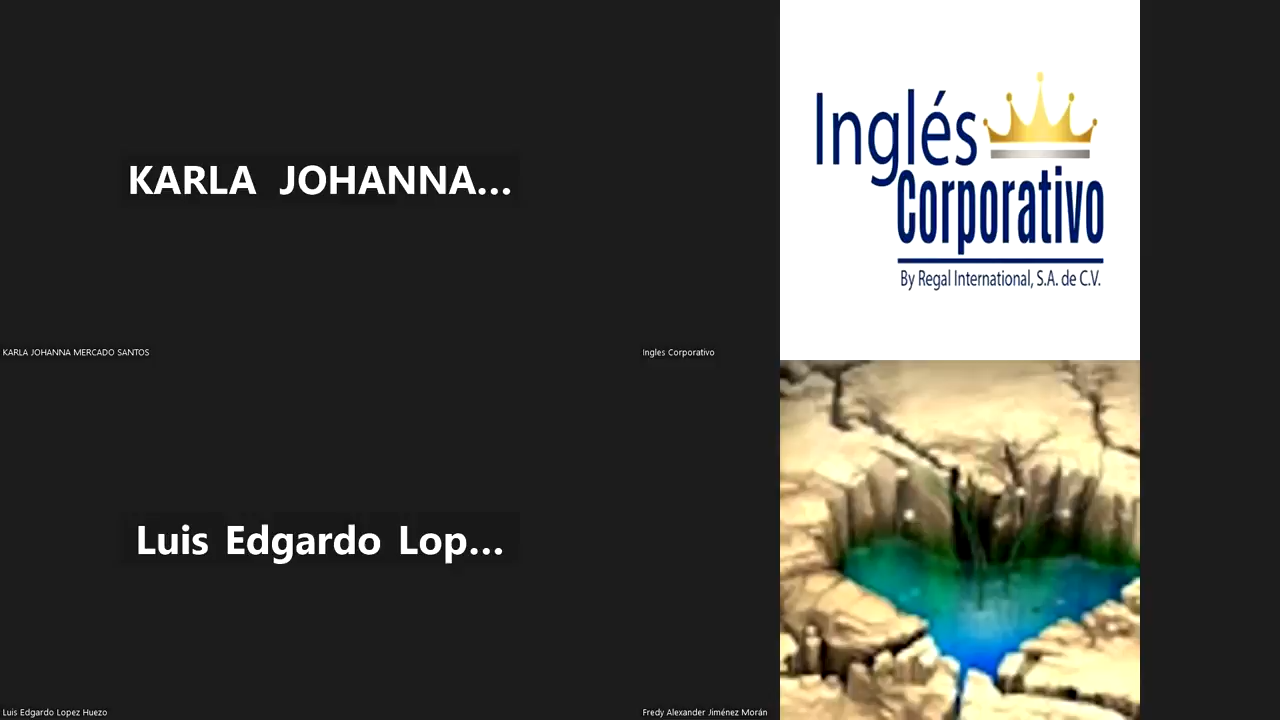 KARLA JOHANNA...
KARLA JOHANNA MERCADO SANTOS
Inglés
Corporativo
By Regal International, S.A. de C.V.
Ingles Corporativo
Luis Edgardo Lop...
Luis Edgardo Lopez Huezo
Fredy Alexander Jiménez Morán